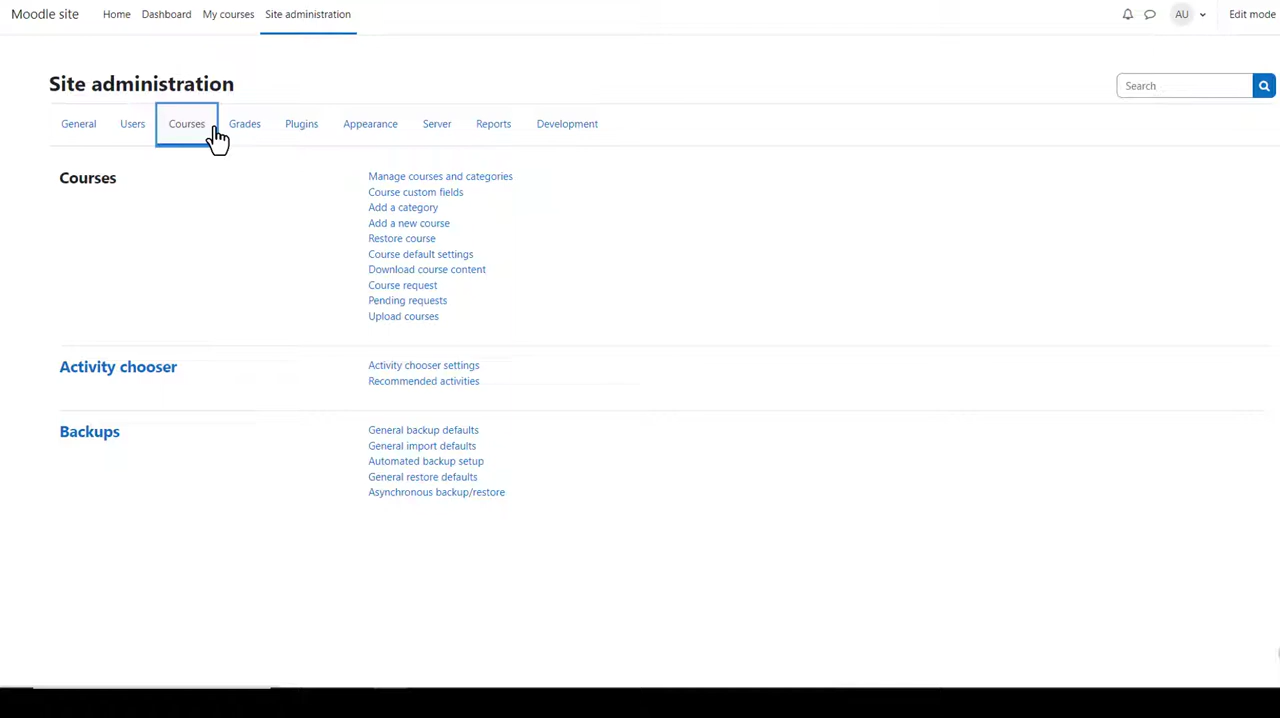 Moodle site Home Dashboard My courses Site administration AU Edit mode
Site administration
Search
General Users Courses Grades Plugins Appearance Server Reports Development
Courses
Manage courses and categories
Course custom fields
Add a category
Add a new course
Restore course
Course default settings
Download course content
Course request
Pending requests
Upload courses
Activity chooser
Activity chooser settings
Recommended activities
Backups
General backup defaults
General import defaults
Automated backup setup
General restore defaults
Asynchronous backup/restore